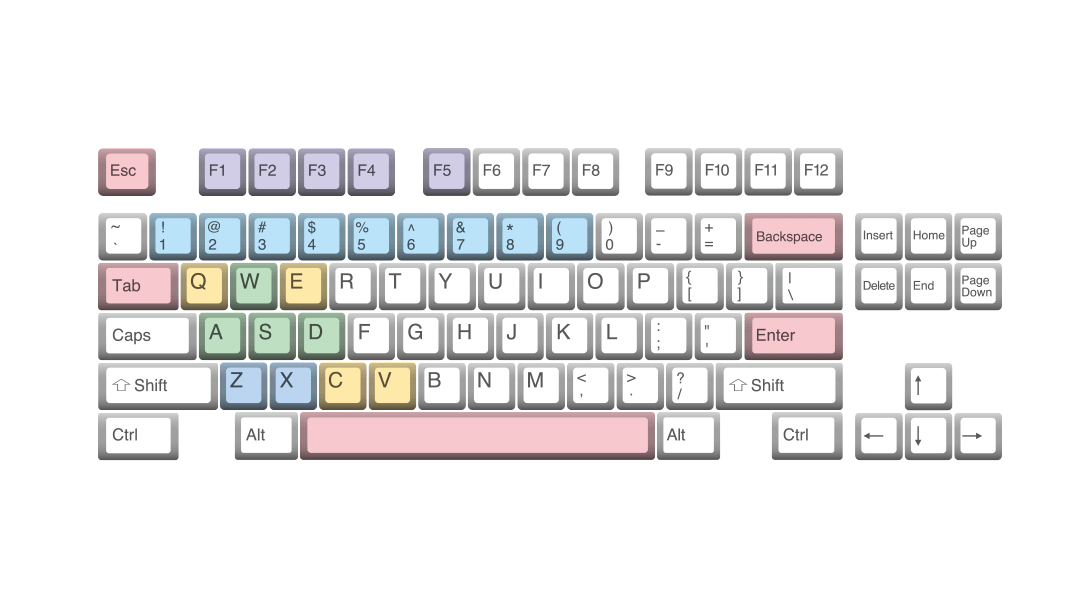 Esc F1 F2 F3 F4 F5 F6 F7 F8 F9 F10 F11 F12
~ ! @ # $ % ^ & * ( ) _ +
` 1 2 3 4 5 6 7 8 9 0 - = Backspace Insert Home Page Up
Tab Q W E R T Y U I O P { [ } ] | \ Delete End Page Down
Caps A S D F G H J K L : ; " ' Enter
⇧ Shift Z X C V B N M < , > . ? / ⇧ Shift ↑
Ctrl Alt Alt Ctrl ← ↓ →